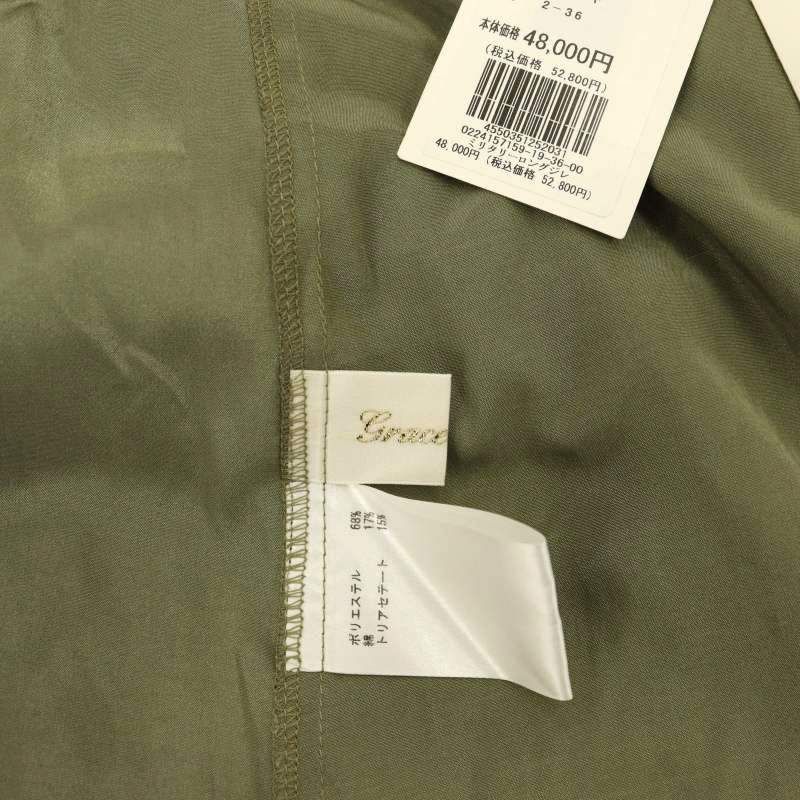 2-36
本体価格 48,000円
(税込価格 52,800円)
4550351252031
0224157159-19-36-00
ミリタリーロングジレ
48,000円(税込価格 52,800円)
Grace
ポリエステル 68%
綿 17%
トリアセテート 15%